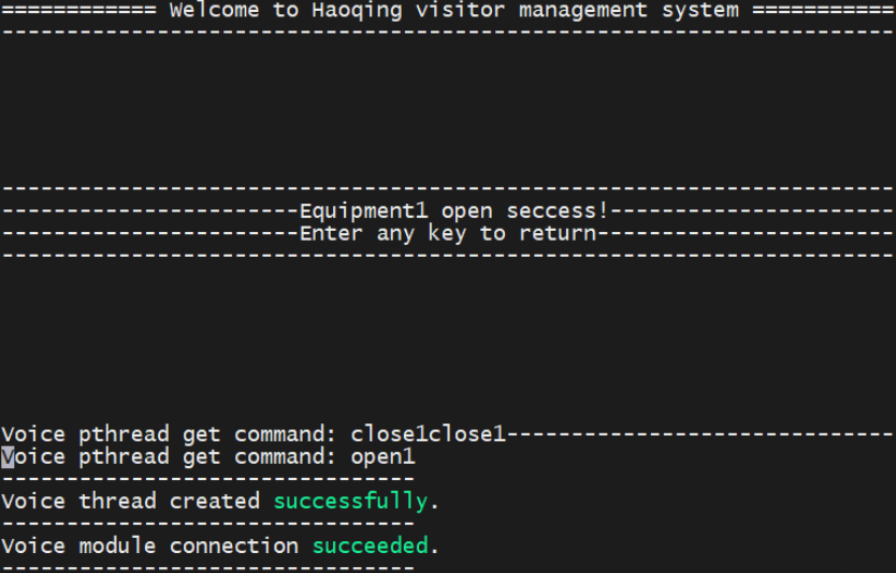 ============ Welcome to Haoqing visitor management system ===========
---------------------------------------------------------------------
---------------------------------------------------------------------
-----------------------Equipment1 open seccess!----------------------
-----------------------Enter any key to return-----------------------
---------------------------------------------------------------------
Voice pthread get command: close1close1------------------------------
Voice pthread get command: open1
--------------------------------
Voice thread created successfully.
--------------------------------
Voice module connection succeeded.
--------------------------------